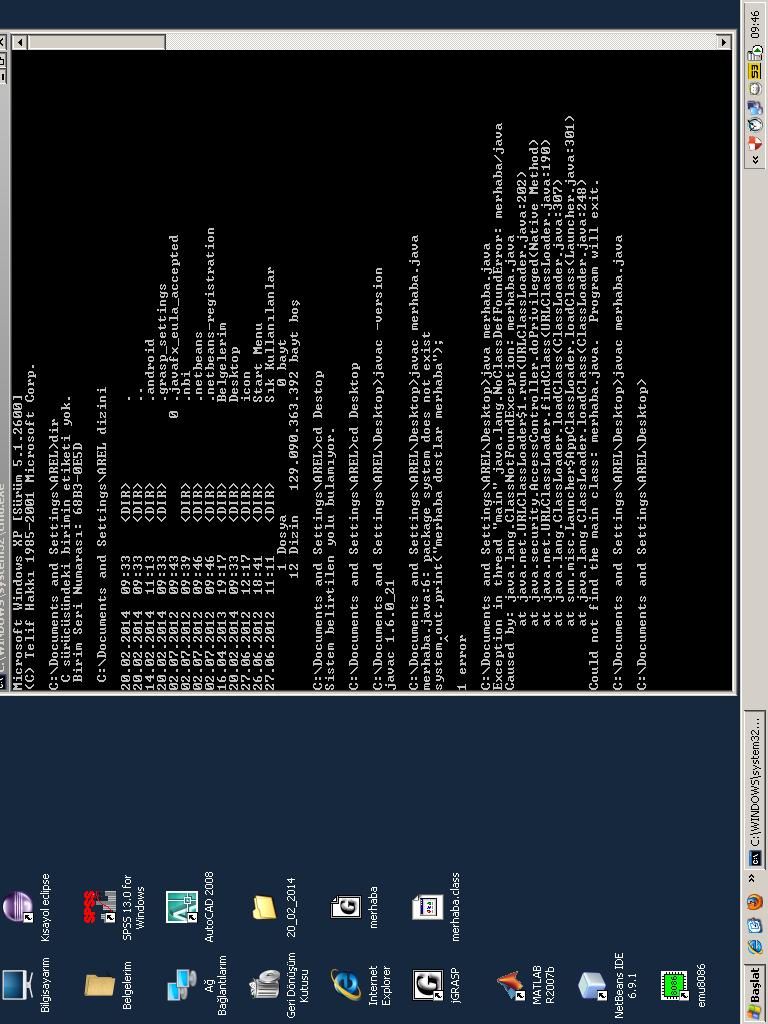 C:\WINDOWS\system32\cmd.exe
Microsoft Windows XP [Sürüm 5.1.2600]
(C) Telif Hakkı 1985-2001 Microsoft Corp.
C:\Documents and Settings\AREL>dir
C sürücüsündeki birimin etiketi yok.
Birim Seri Numarası: 68B3-0E5D
C:\Documents and Settings\AREL dizini
20.02.2014 09:33 <DIR> .
20.02.2014 09:33 <DIR> ..
14.02.2014 11:13 <DIR> .android
20.02.2014 09:33 <DIR> .grasp_settings
02.07.2012 09:43 0 .javafx_eula_accepted
02.07.2012 09:39 <DIR> .nbi
02.07.2012 09:46 <DIR> .netbeans
02.07.2012 09:46 <DIR> .netbeans-registration
16.04.2013 19:17 <DIR> Belgelerim
20.02.2014 09:33 <DIR> Desktop
27.06.2012 12:17 <DIR> icon
26.06.2012 18:41 <DIR> Start Menu
27.06.2012 11:11 <DIR> Sık Kullanılanlar
1 Dosya 0 bayt
12 Dizin 129.090.363.392 bayt boş
C:\Documents and Settings\AREL>cd Destop
Sistem belirtilen yolu bulamıyor.
C:\Documents and Settings\AREL>cd Desktop
C:\Documents and Settings\AREL\Desktop>javac -version
javac 1.6.0_21
C:\Documents and Settings\AREL\Desktop>javac merhaba.java
merhaba.java:6: package system does not exist
system.out.print("merhaba dostlar merhaba");
^
1 error
C:\Documents and Settings\AREL\Desktop>java merhaba.java
Exception in thread "main" java.lang.NoClassDefFoundError: merhaba/java
Caused by: java.lang.ClassNotFoundException: merhaba.java
at java.net.URLClassLoader$1.run(URLClassLoader.java:202)
at java.security.AccessController.doPrivileged(Native Method)
at java.net.URLClassLoader.findClass(URLClassLoader.java:190)
at java.lang.ClassLoader.loadClass(ClassLoader.java:307)
at sun.misc.Launcher$AppClassLoader.loadClass(Launcher.java:301)
at java.lang.ClassLoader.loadClass(ClassLoader.java:248)
Could not find the main class: merhaba.java. Program will exit.
C:\Documents and Settings\AREL\Desktop>javac merhaba.java
C:\Documents and Settings\AREL\Desktop>
Bilgisayarım
Kısayol eclipse
Belgelerim
SPSS 13.0 for Windows
Ağ Bağlantılarım
AutoCAD 2008
Geri Dönüşüm Kutusu
20_02_2014
Internet Explorer
merhaba
jGRASP
merhaba.class
MATLAB R2007b
NetBeans IDE 6.9.1
emu8086
Başlat
C:\WINDOWS\system32...
09:46